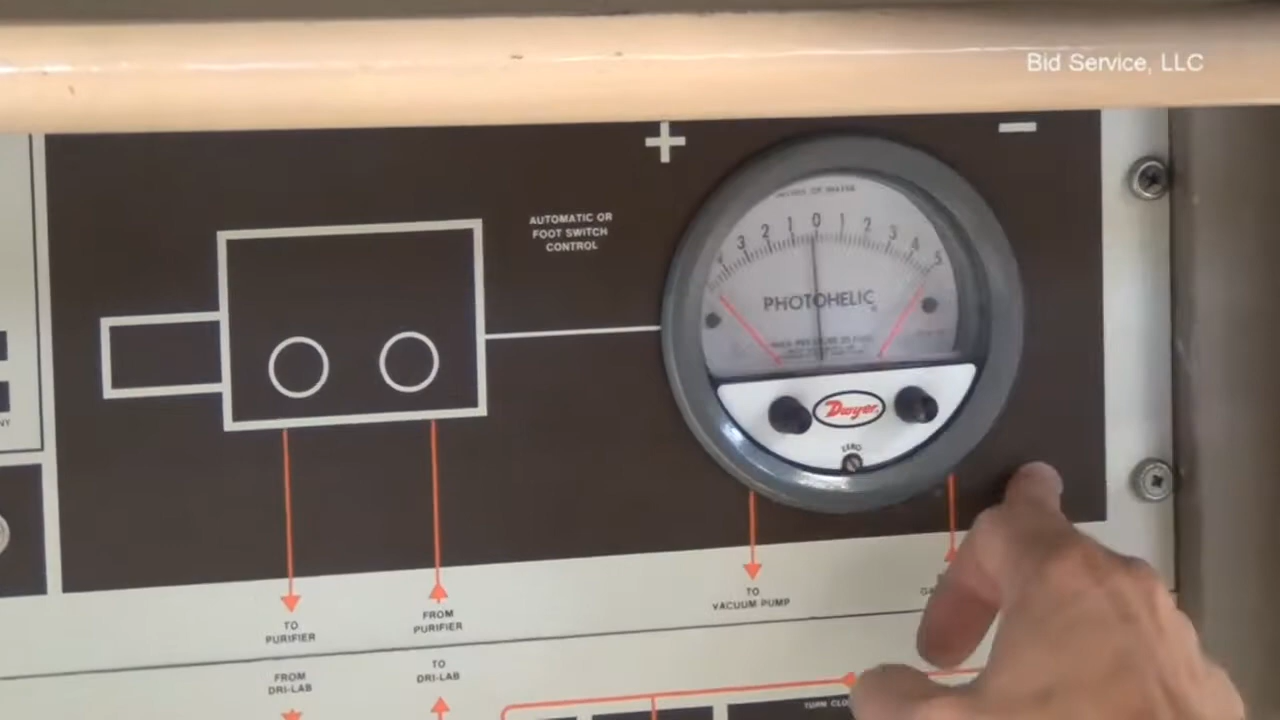 Bid Service, LLC
AUTOMATIC OR
FOOT SWITCH
CONTROL
INCHES OF WATER
3 2 1 0 1 2 3 4 5
PHOTOHELIC
Dwyer
ZERO
TO
PURIFIER
FROM
PURIFIER
TO
VACUUM PUMP
FROM
DRI-LAB
TO
DRI-LAB
TURN